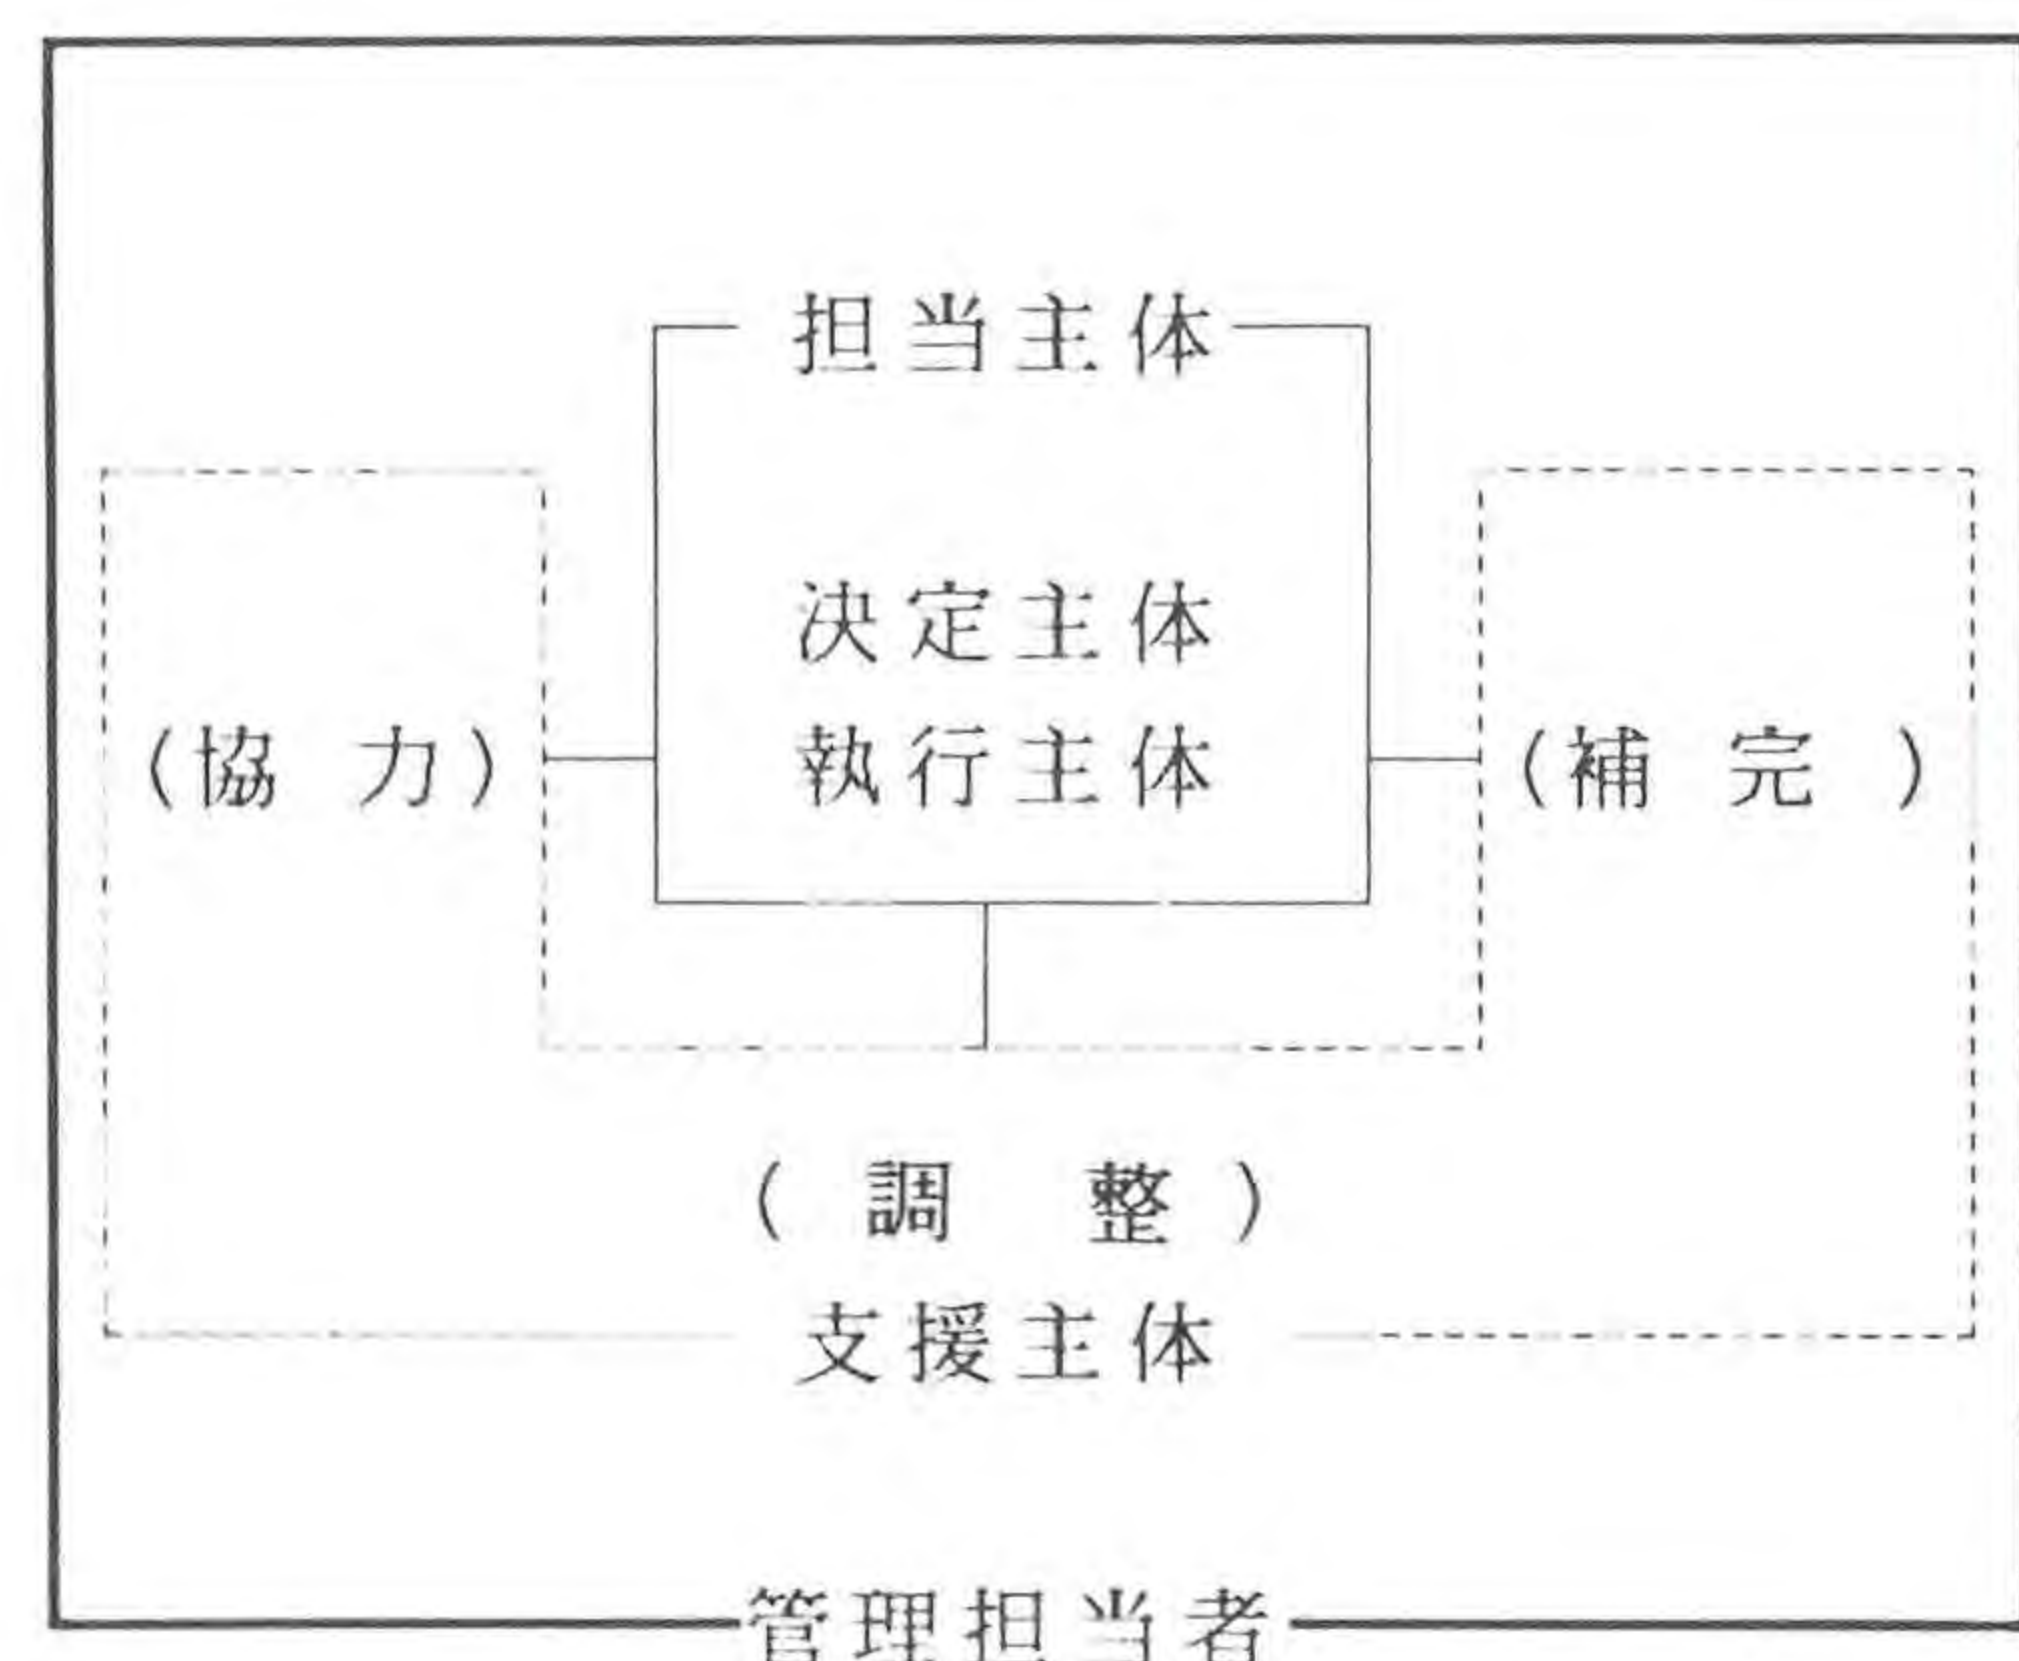 担当主体
決定主体
(協 力) 執行主体 (補 完 )
( 調 整 )
支援主体
管理担当者